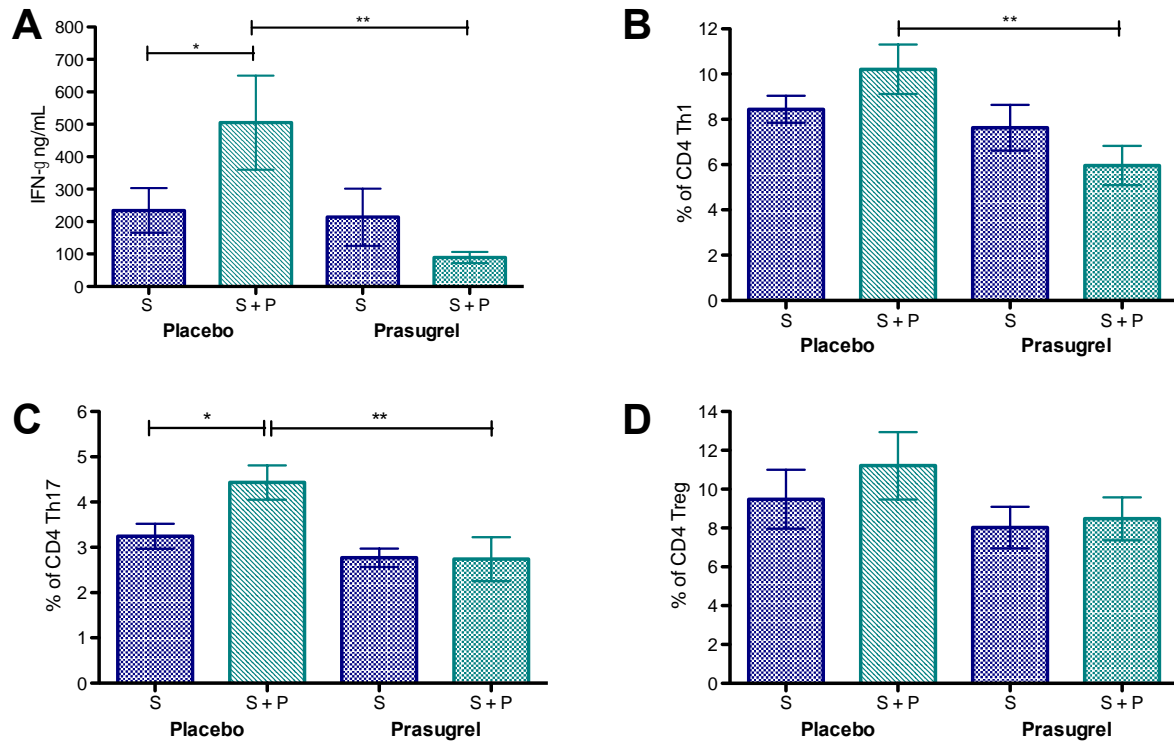 A
**
*
800
700
600
500
400
300
200
100
0
IFN-g ng/mL
S
S + P
S
S + P
Placebo
Prasugrel
B
**
12
10
8
6
4
2
0
% of CD4 Th1
S
S + P
S
S + P
Placebo
Prasugrel
C
*
**
6
5
4
3
2
1
0
% of CD4 Th17
S
S + P
S
S + P
Placebo
Prasugrel
D
14
12
10
8
6
4
2
0
% of CD4 Treg
S
S + P
S
S + P
Placebo
Prasugrel